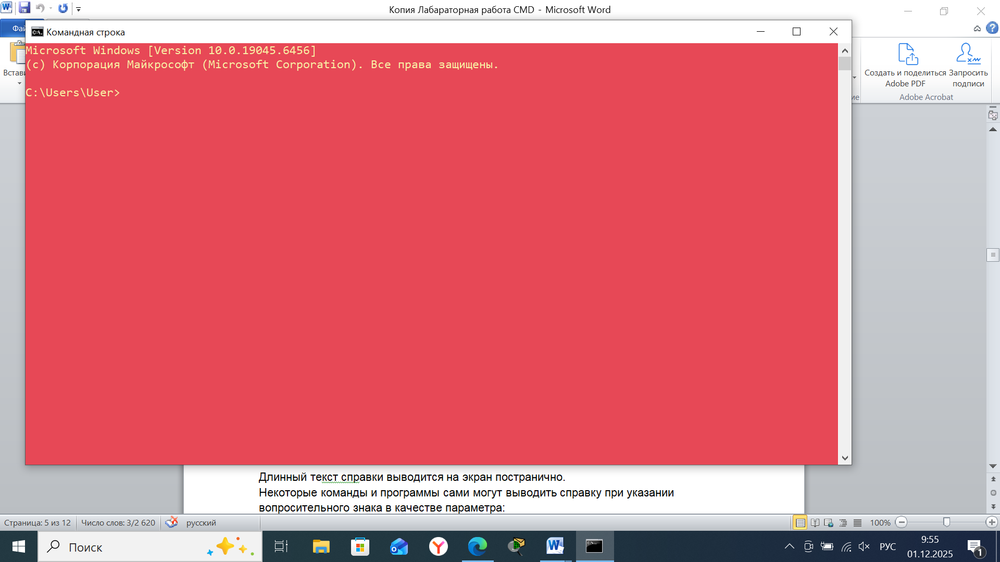 Копия Лабараторная работа CMD - Microsoft Word
Командная строка
Microsoft Windows [Version 10.0.19045.6456]
(c) Корпорация Майкрософт (Microsoft Corporation). Все права защищены.
C:\Users\User>
Создать и поделиться
Adobe PDF
Запросить
подписи
Adobe Acrobat
Длинный текст справки выводится на экран постранично.
Некоторые команды и программы сами могут выводить справку при указании
вопросительного знака в качестве параметра:
Страница: 5 из 12
Число слов: 3/2 620
русский
100%
Поиск
РУС
9:55
01.12.2025
1